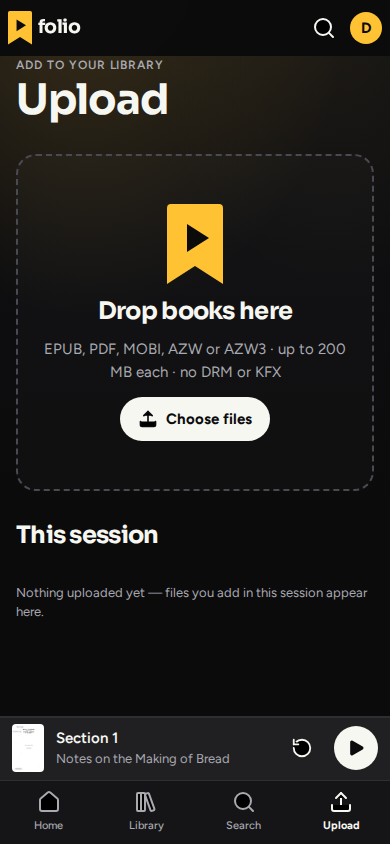 folio
D
ADD TO YOUR LIBRARY
Upload
Drop books here
EPUB, PDF, MOBI, AZW or AZW3 · up to 200
MB each · no DRM or KFX
Choose files
This session
Nothing uploaded yet — files you add in this session appear
here.
Section 1
Notes on the Making of Bread
Home
Library
Search
Upload